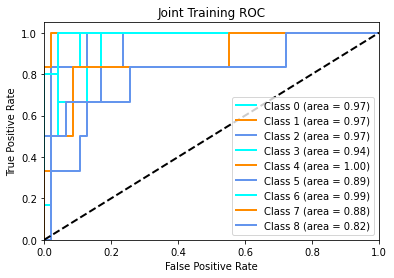 Joint Training ROC
True Positive Rate
1.0
0.8
0.6
0.4
0.2
0.0
Class 0 (area = 0.97)
Class 1 (area = 0.97)
Class 2 (area = 0.97)
Class 3 (area = 0.94)
Class 4 (area = 1.00)
Class 5 (area = 0.89)
Class 6 (area = 0.99)
Class 7 (area = 0.88)
Class 8 (area = 0.82)
0.0 0.2 0.4 0.6 0.8 1.0
False Positive Rate